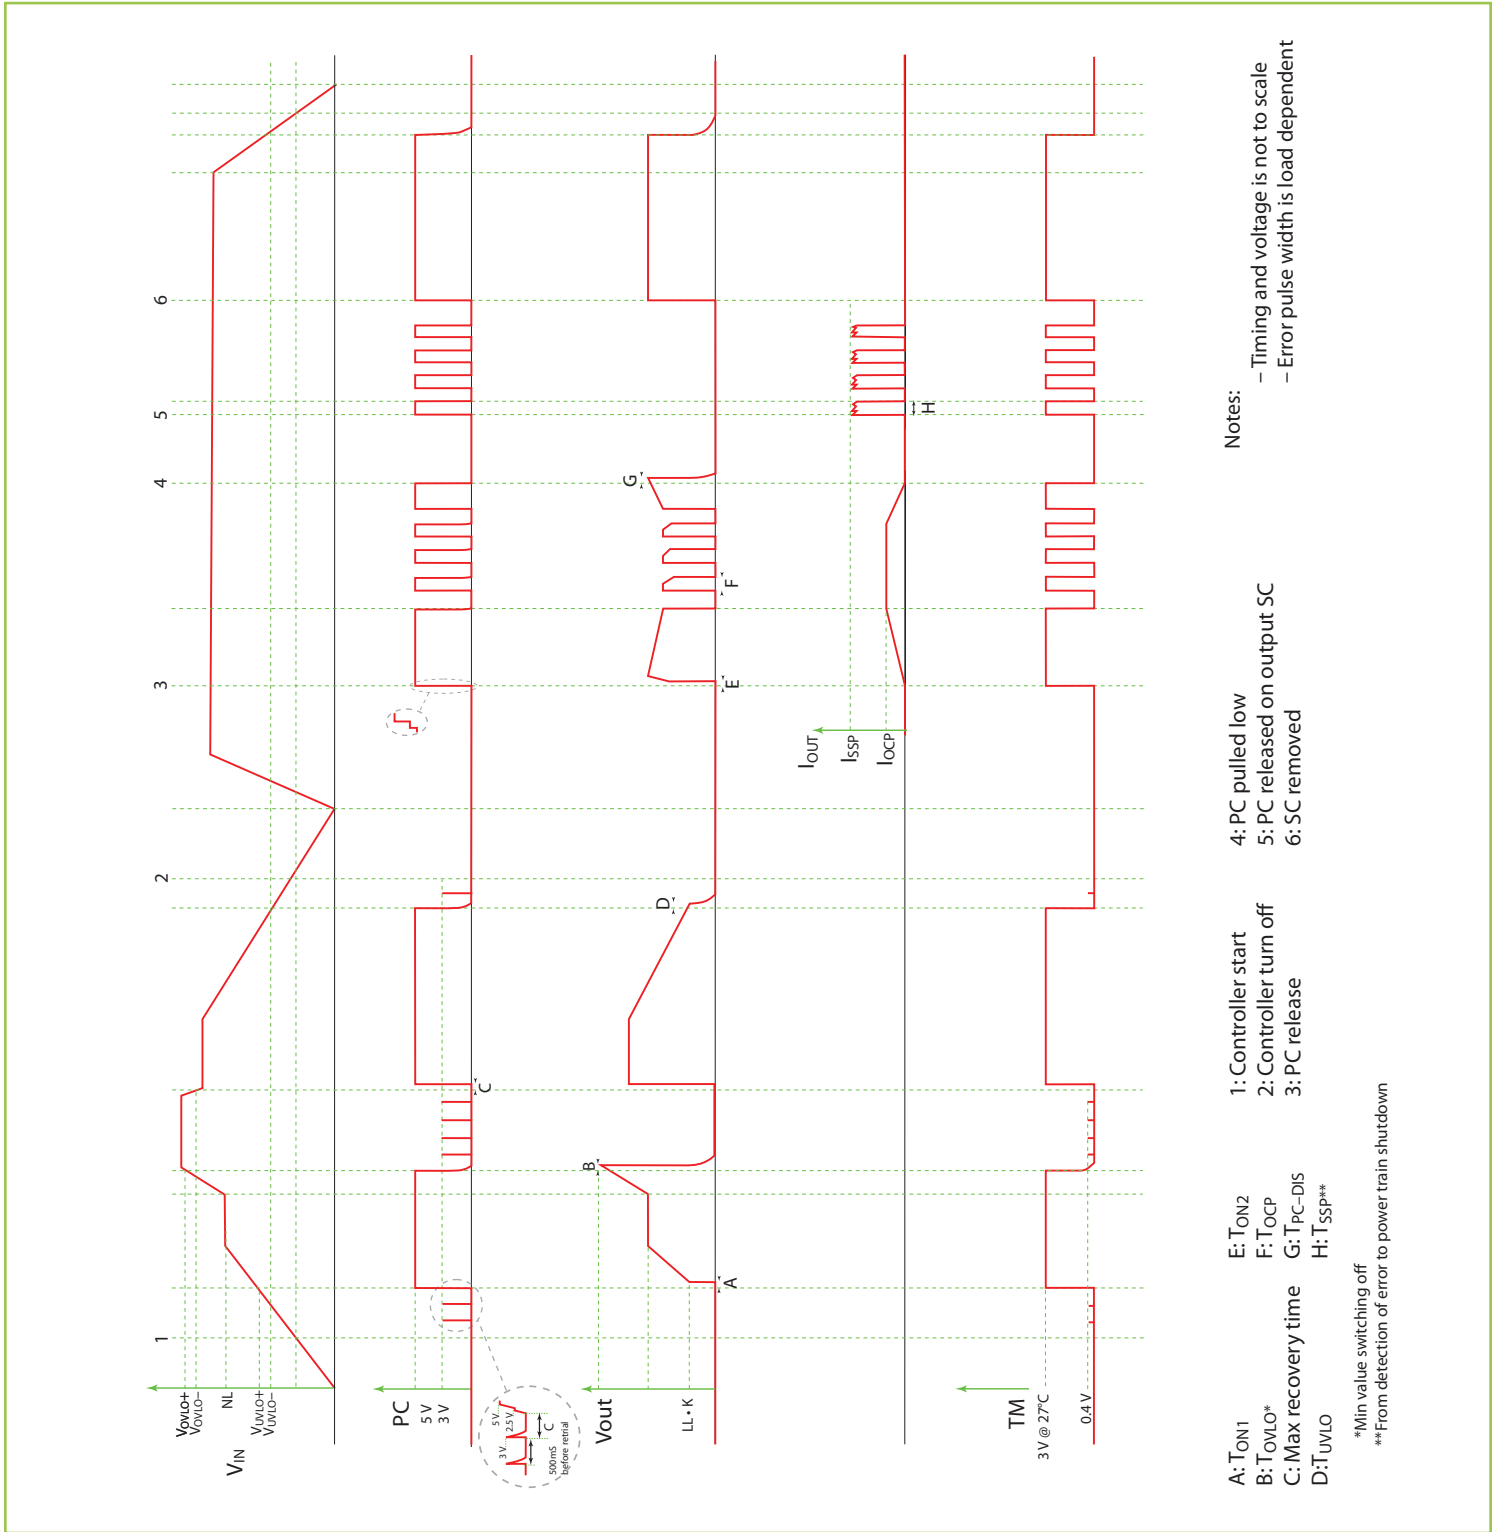 1
2
3
4
5
6
VIN
VOVLO+
VOVLO–
NL
VUVLO+
VUVLO–
PC
5 V
3 V
C
3 V
5 V
2.5 V
C
500mS
before retrial
Vout
LL • K
A
B
D
E
F
G
IOUT
ISSP
IOCP
H
TM
3 V @ 27°C
0.4 V
A: TON1
B: TOVLO*
C: Max recovery time
D:TUVLO
E: TON2
F: TOCP
G: TPC–DIS
H: TSSP**
1: Controller start
2: Controller turn off
3: PC release
4: PC pulled low
5: PC released on output SC
6: SC removed
Notes:
– Timing and voltage is not to scale
– Error pulse width is load dependent
*Min value switching off
**From detection of error to power train shutdown